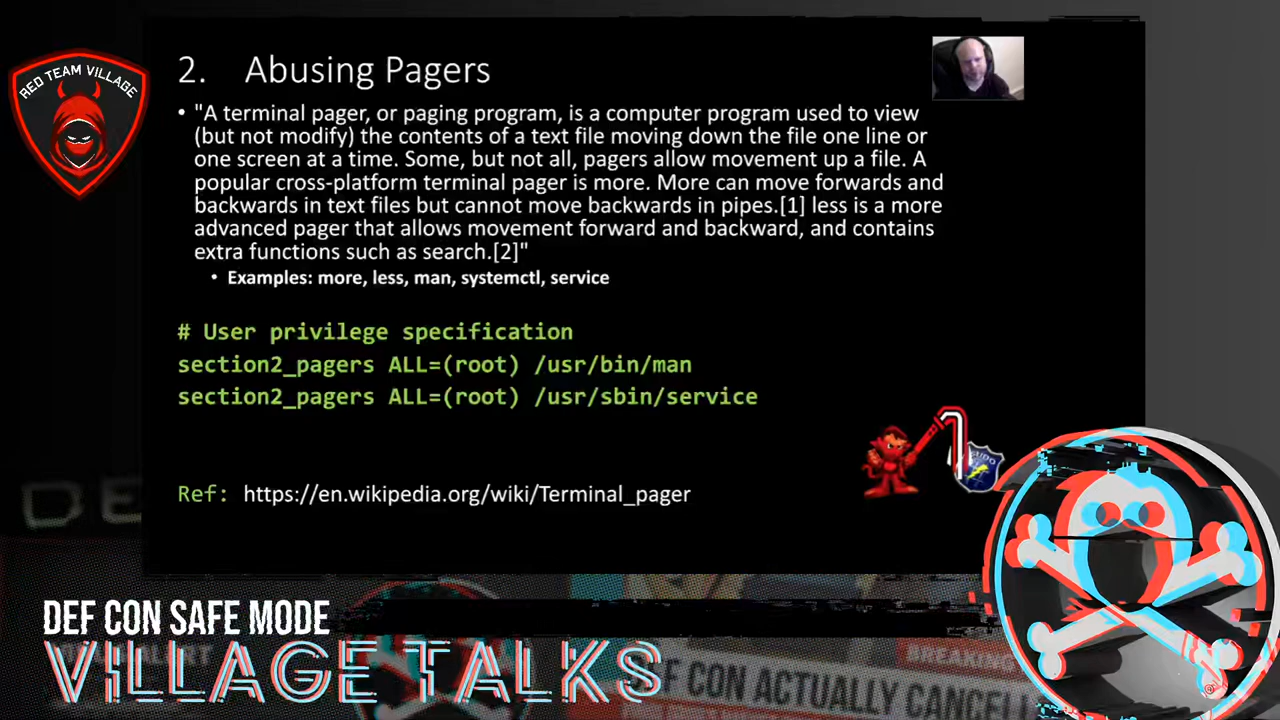 RED TEAM VILLAGE
2. Abusing Pagers
• "A terminal pager, or paging program, is a computer program used to view
(but not modify) the contents of a text file moving down the file one line or
one screen at a time. Some, but not all, pagers allow movement up a file. A
popular cross-platform terminal pager is more. More can move forwards and
backwards in text files but cannot move backwards in pipes.[1] less is a more
advanced pager that allows movement forward and backward, and contains
extra functions such as search.[2]"
• Examples: more, less, man, systemctl, service
# User privilege specification
section2_pagers ALL=(root) /usr/bin/man
section2_pagers ALL=(root) /usr/sbin/service
Ref: https://en.wikipedia.org/wiki/Terminal_pager
DEF CON SAFE MODE
VILLAGE TALKS
BREAKING
DEF CON ACTUALLY CANCEL